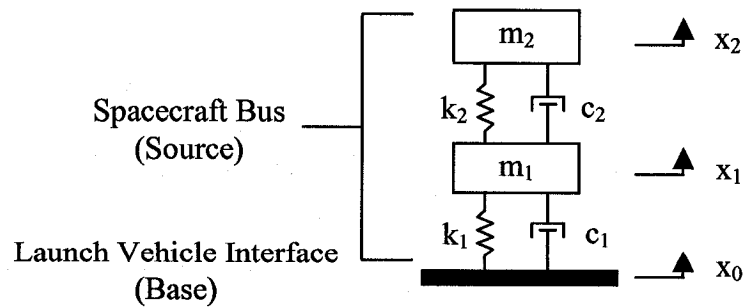 m₂
x₂
k₂
c₂
Spacecraft Bus
(Source)
m₁
x₁
k₁
c₁
Launch Vehicle Interface
(Base)
x₀